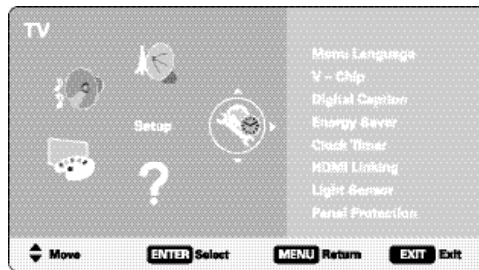 TV
Setup
Menu Language
V - Chip
Digital Caption
Energy Saver
Clock Timer
HDMI Linking
Light Sensor
Panel Protection
Move ENTER Select MENU Return EXIT Exit